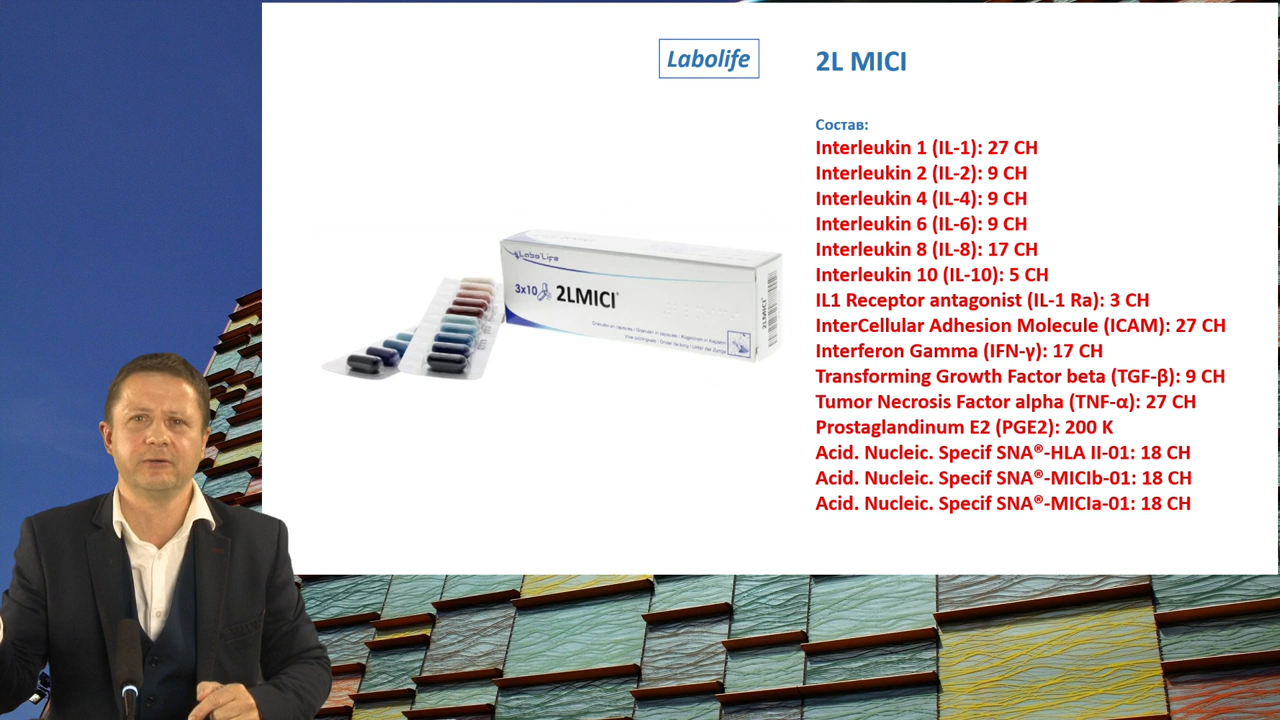 Labolife
2L MICI
Состав:
Interleukin 1 (IL-1): 27 CH
Interleukin 2 (IL-2): 9 CH
Interleukin 4 (IL-4): 9 CH
Interleukin 6 (IL-6): 9 CH
Interleukin 8 (IL-8): 17 CH
Interleukin 10 (IL-10): 5 CH
IL1 Receptor antagonist (IL-1 Ra): 3 CH
InterCellular Adhesion Molecule (ICAM): 27 CH
Interferon Gamma (IFN-γ): 17 CH
Transforming Growth Factor beta (TGF-β): 9 CH
Tumor Necrosis Factor alpha (TNF-α): 27 CH
Prostaglandinum E2 (PGE2): 200 K
Acid. Nucleic. Specif SNA®-HLA II-01: 18 CH
Acid. Nucleic. Specif SNA®-MICIb-01: 18 CH
Acid. Nucleic. Specif SNA®-MICIa-01: 18 CH
Labo'Life
3x10 2LMICI®
2LMICI®